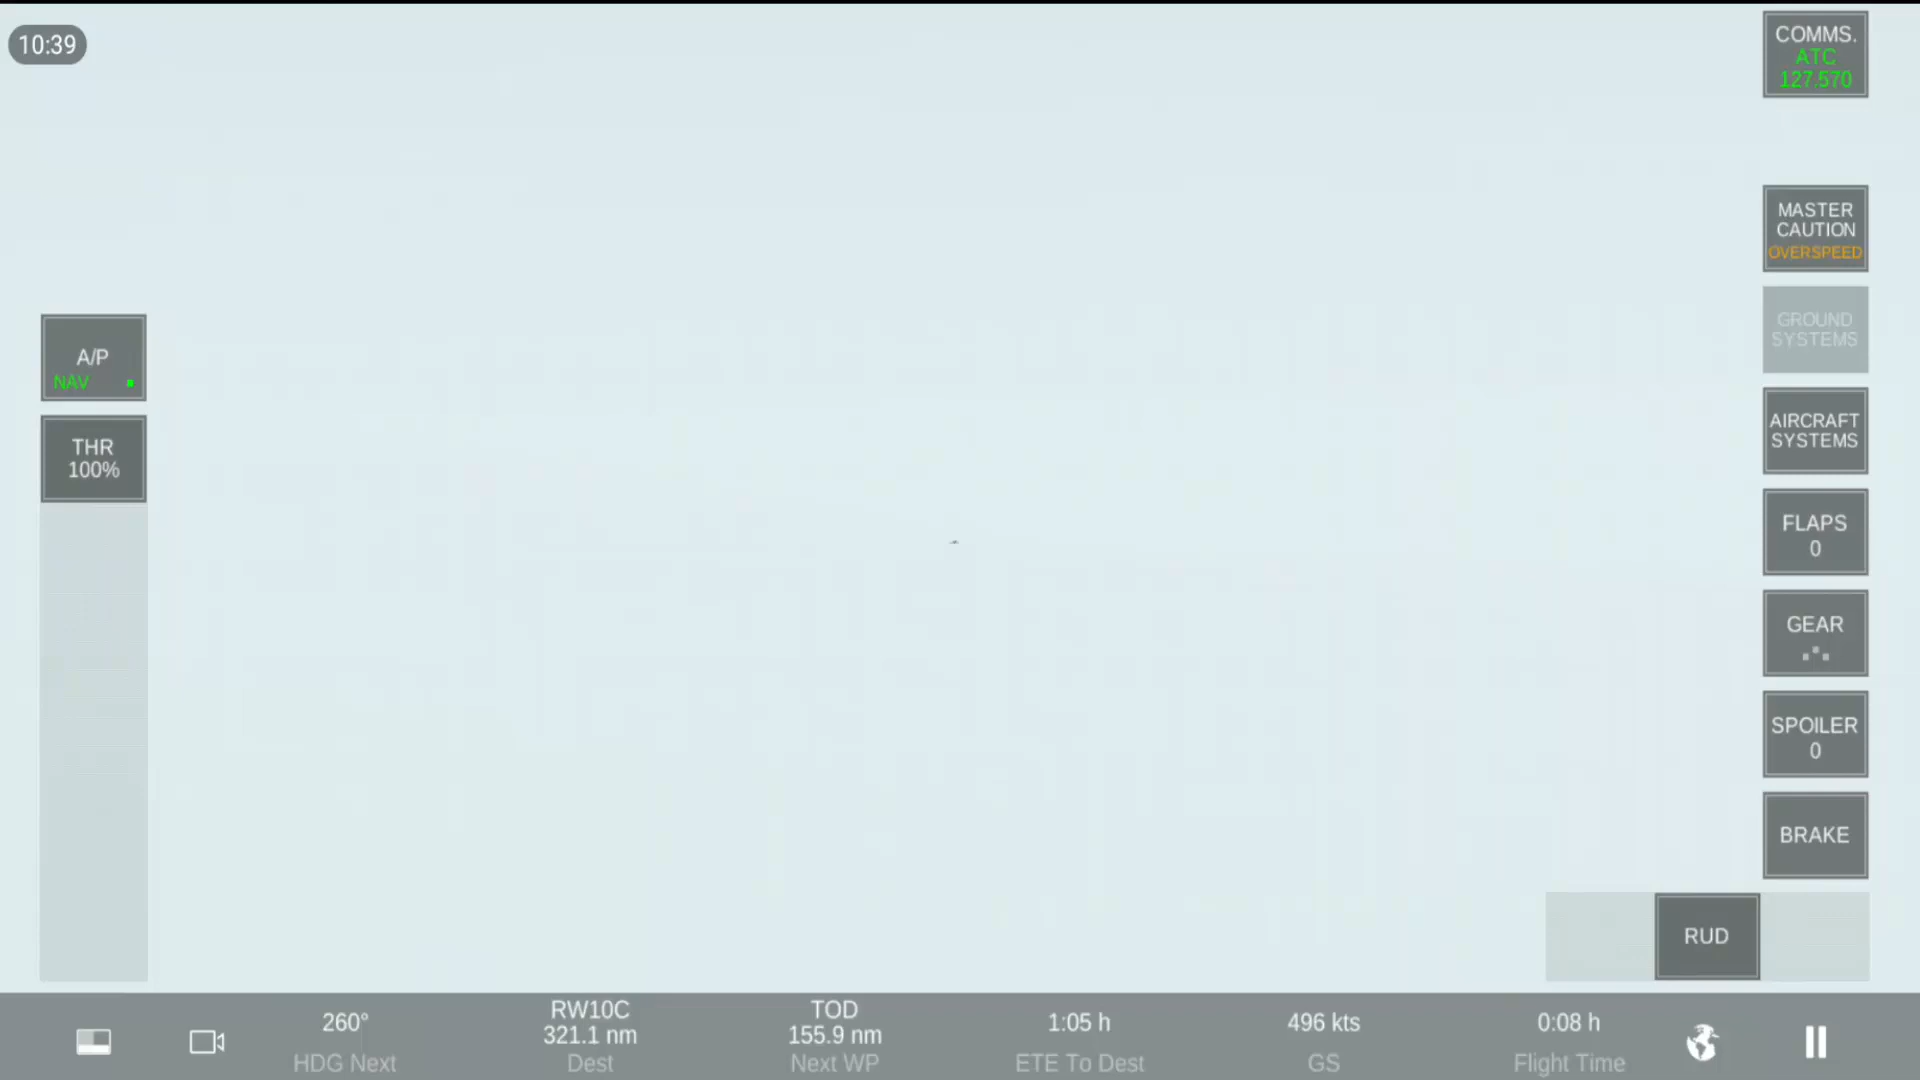 10:39
COMMS.
ATC
127.570
MASTER
CAUTION
OVERSPEED
GROUND
SYSTEMS
A/P
NAV
AIRCRAFT
SYSTEMS
THR
100%
FLAPS
0
GEAR
SPOILER
0
BRAKE
RUD
260°
HDG Next
RW10C
321.1 nm
Dest
TOD
155.9 nm
Next WP
1:05 h
ETE To Dest
496 kts
GS
0:08 h
Flight Time